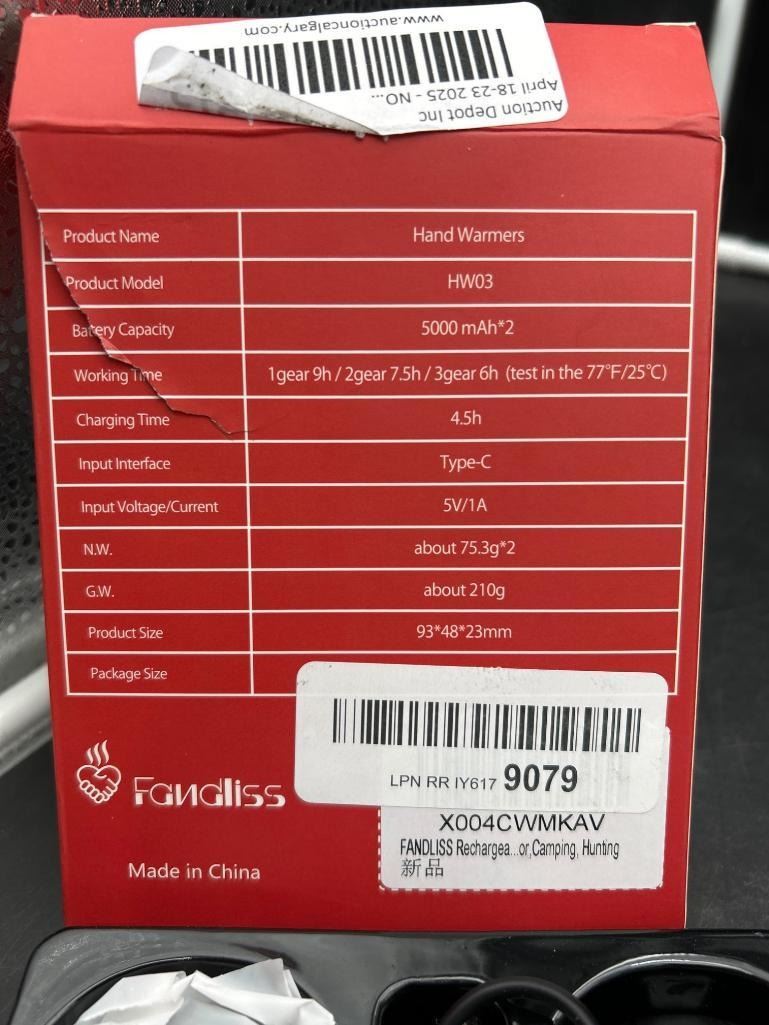 www.auctioncalgary.com
April 18-23 2025 - NO...
Auction Depot Inc
Product Name Hand Warmers
Product Model HW03
Battery Capacity 5000 mAh*2
Working Time 1gear 9h / 2gear 7.5h / 3gear 6h (test in the 77°F/25°C)
Charging Time 4.5h
Input Interface Type-C
Input Voltage/Current 5V/1A
N.W. about 75.3g*2
G.W. about 210g
Product Size 93*48*23mm
Package Size
LPN RR IY617 9079
Fandliss
X004CWMKAV
FANDLISS Rechargea...or,Camping, Hunting
新品
Made in China